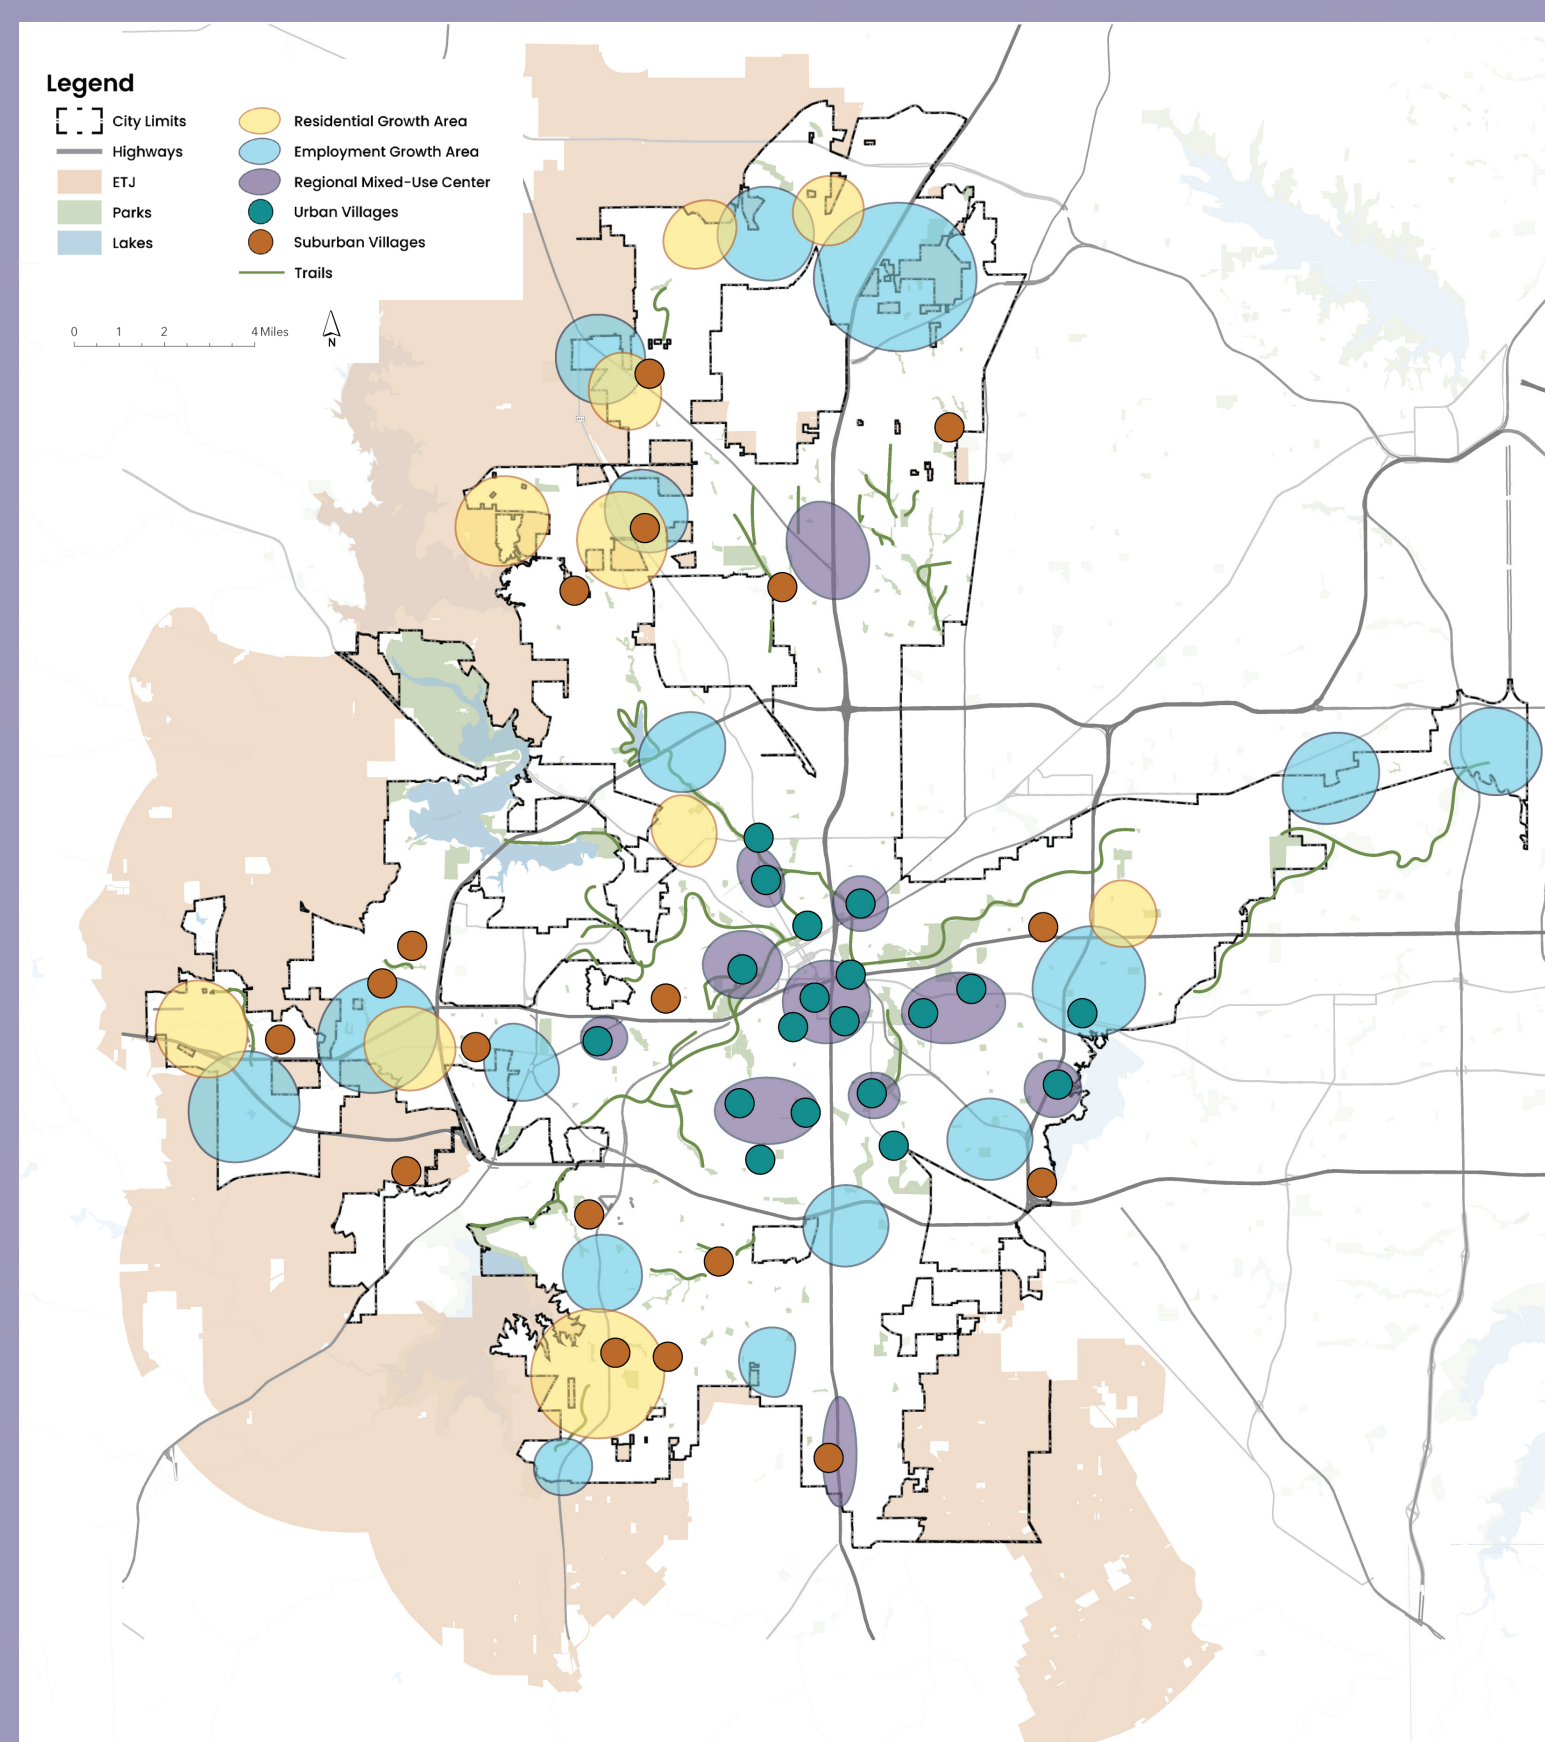 Legend
City Limits
Highways
ETJ
Parks
Lakes
Residential Growth Area
Employment Growth Area
Regional Mixed-Use Center
Urban Villages
Suburban Villages
Trails
0 1 2 4 Miles
N